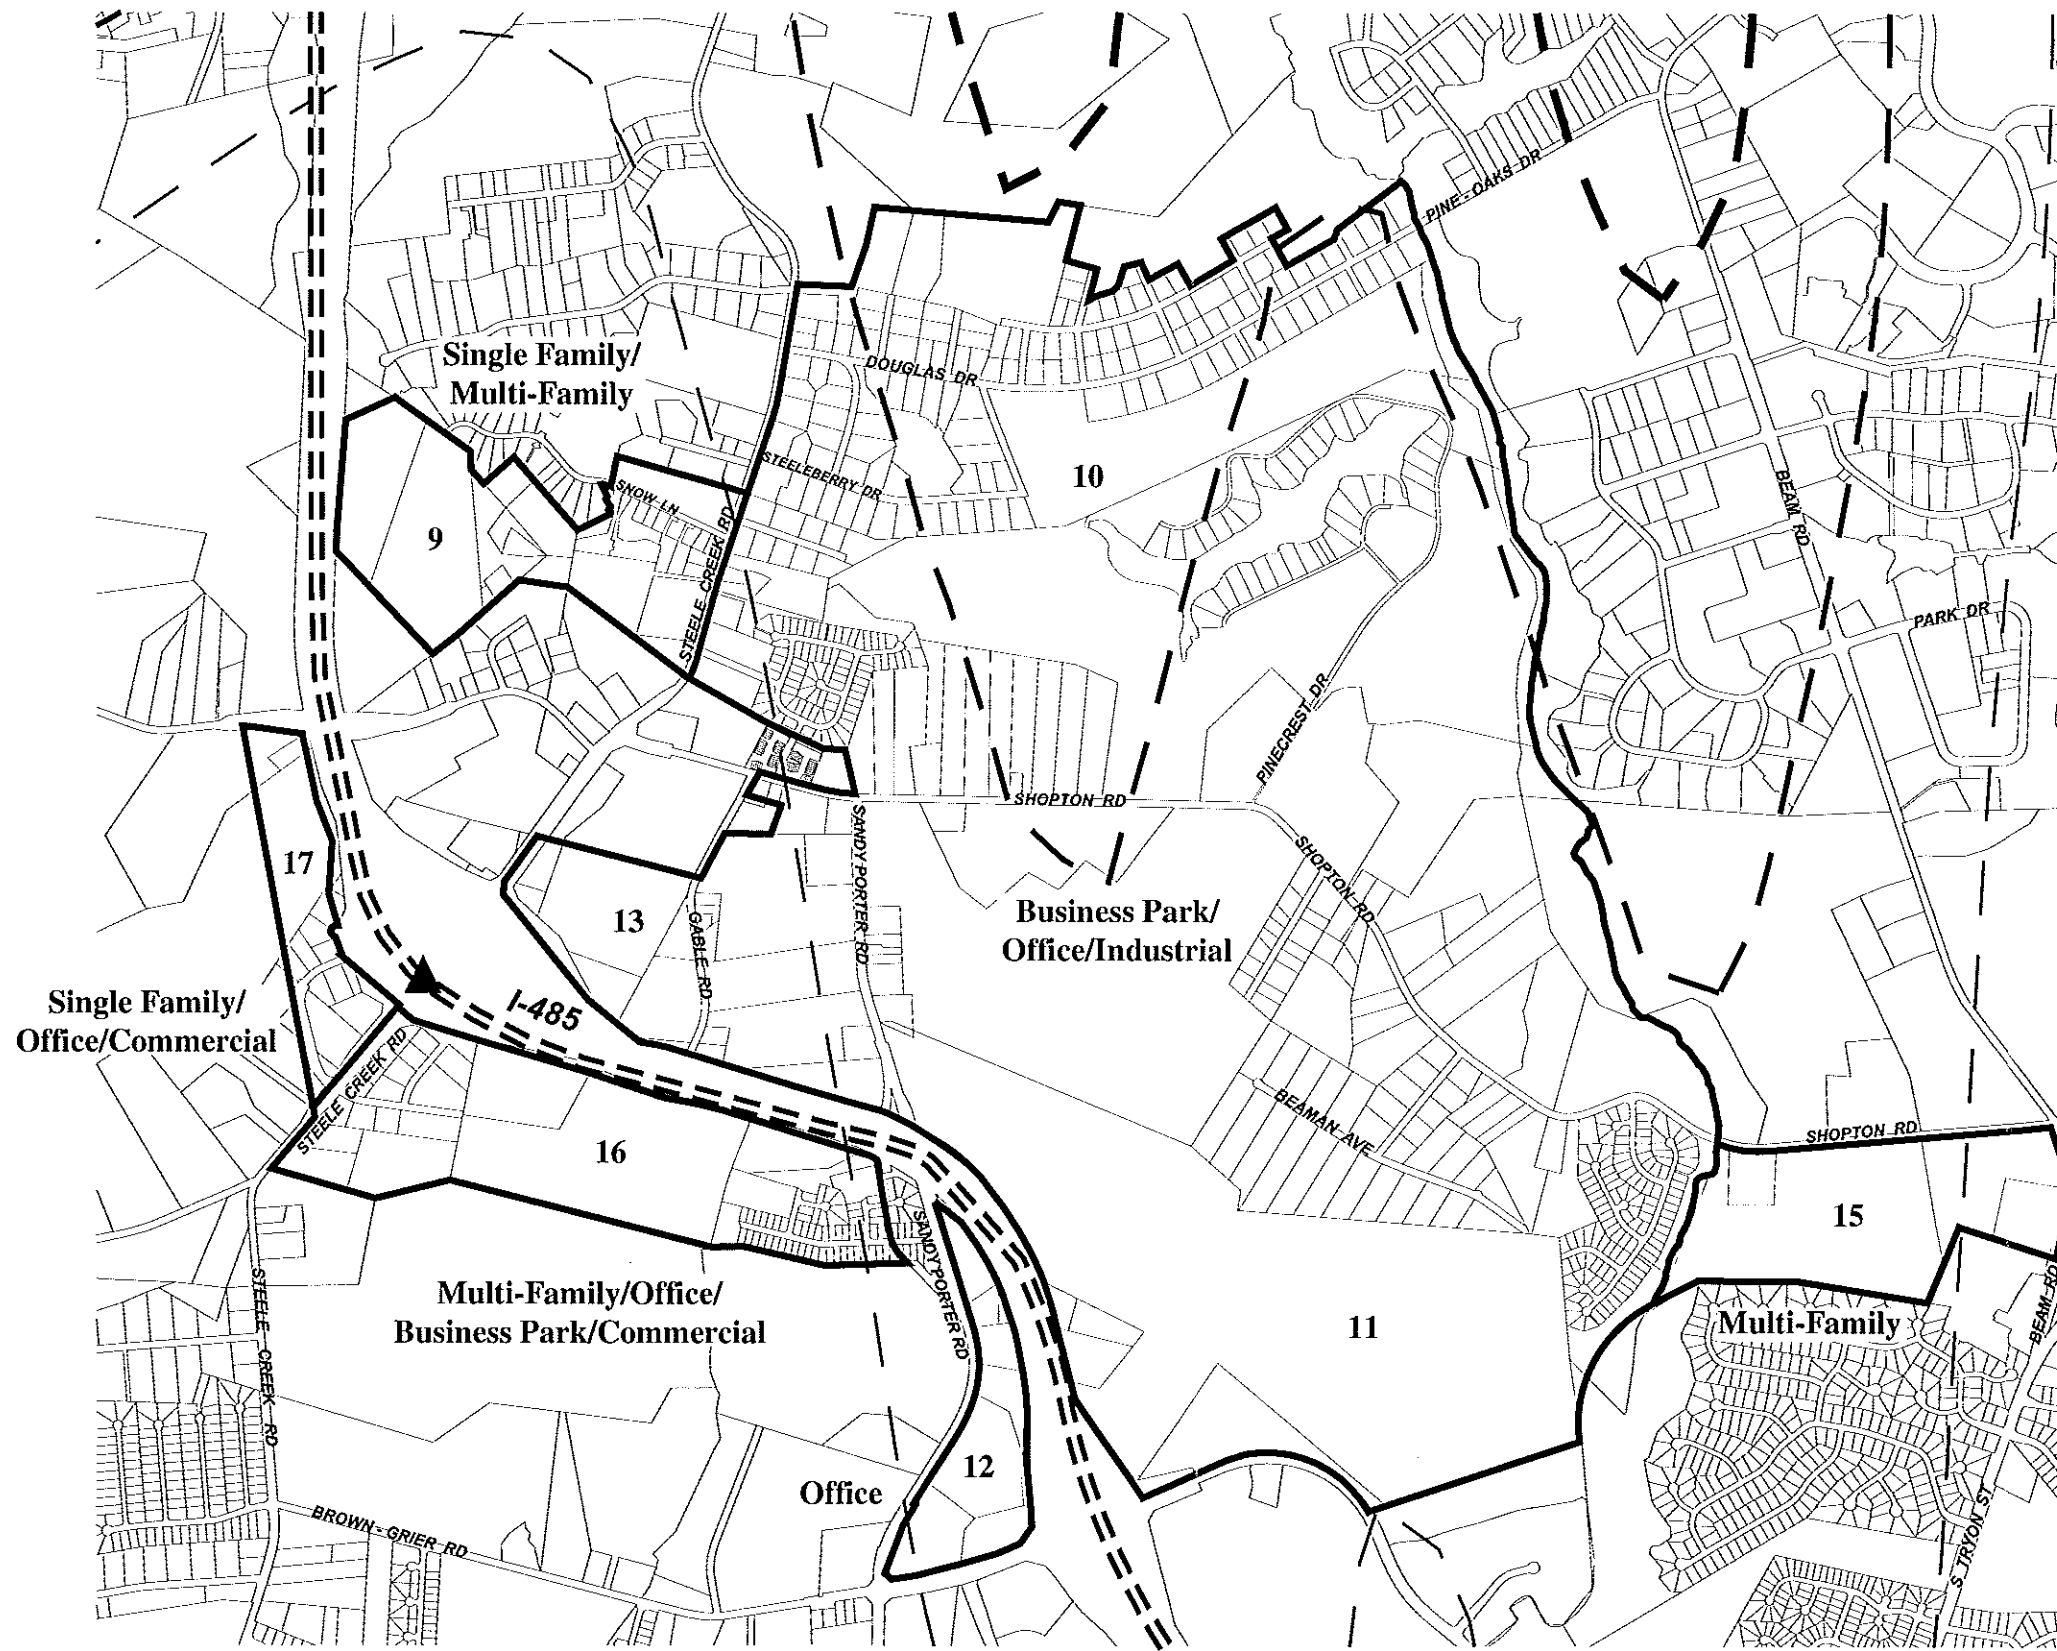 PINE-OAKS DR
Single Family/
Multi-Family
DOUGLAS DR
STEELEBERRY DR
10
SNOW LN
9
STEELE CREEK RD
BEAM RD
PARK DR
PINECREST DR
SHOPTON RD
SANDY PORTER RD
SHOPTON RD
17
13
GABLE RD
Business Park/
Office/Industrial
Single Family/
Office/Commercial
I-485
STEELE CREEK RD
BEAMAN AVE
SHOPTON RD
16
15
SANDY PORTER RD
STEELE CREEK RD
Multi-Family/Office/
Business Park/Commercial
BEAM RD
11
Multi-Family
12
Office
BROWN-GRIER RD
S TRYON ST